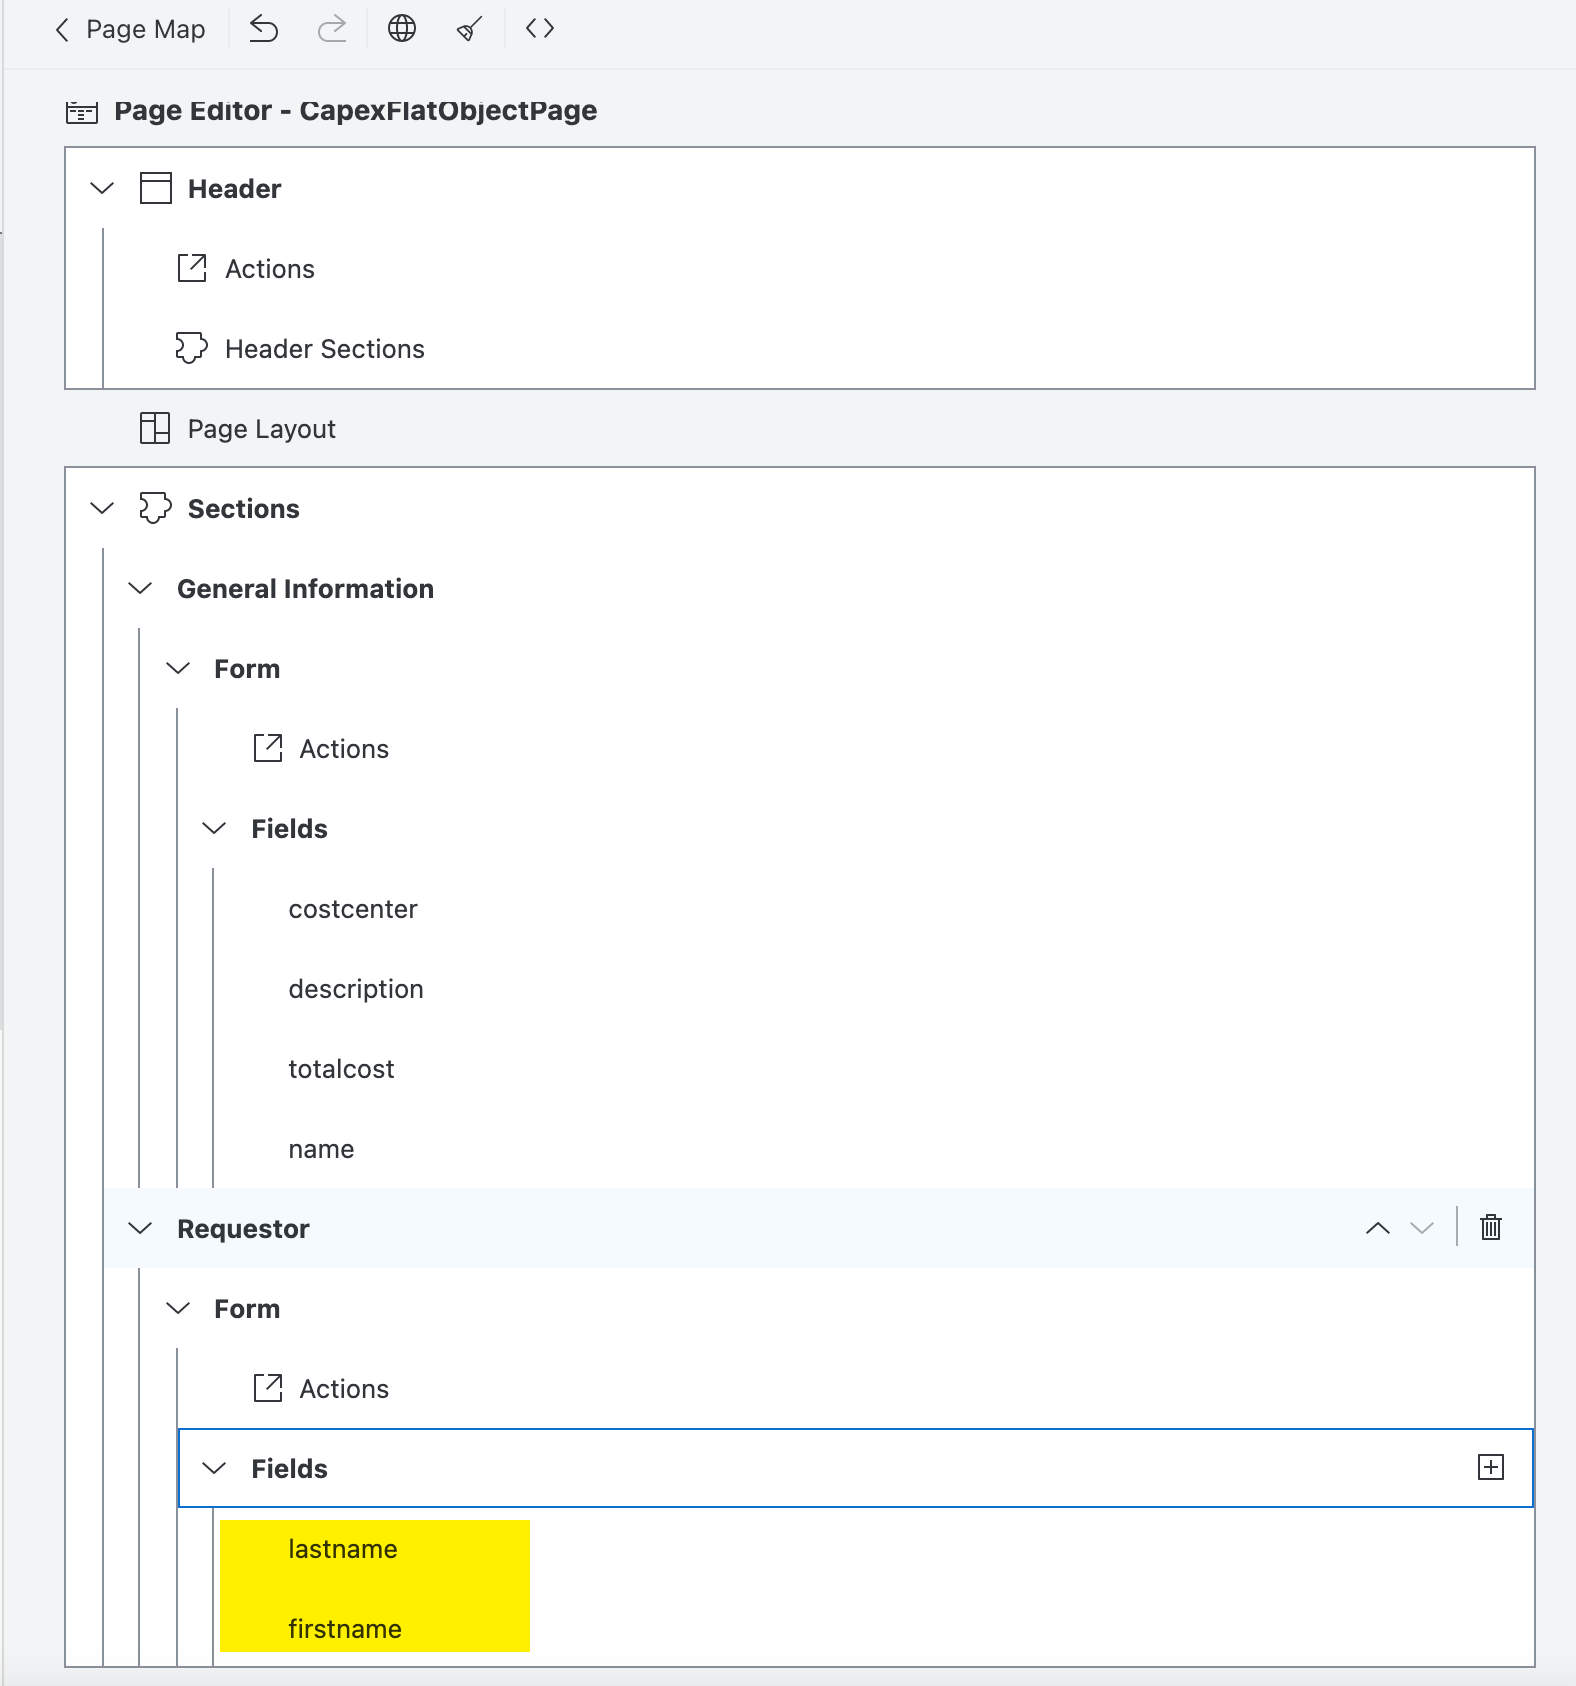 Page Map
Page Editor - CapexFlatObjectPage
Header
Actions
Header Sections
Page Layout
Sections
General Information
Form
Actions
Fields
costcenter
description
totalcost
name
Requestor
Form
Actions
Fields
lastname
firstname